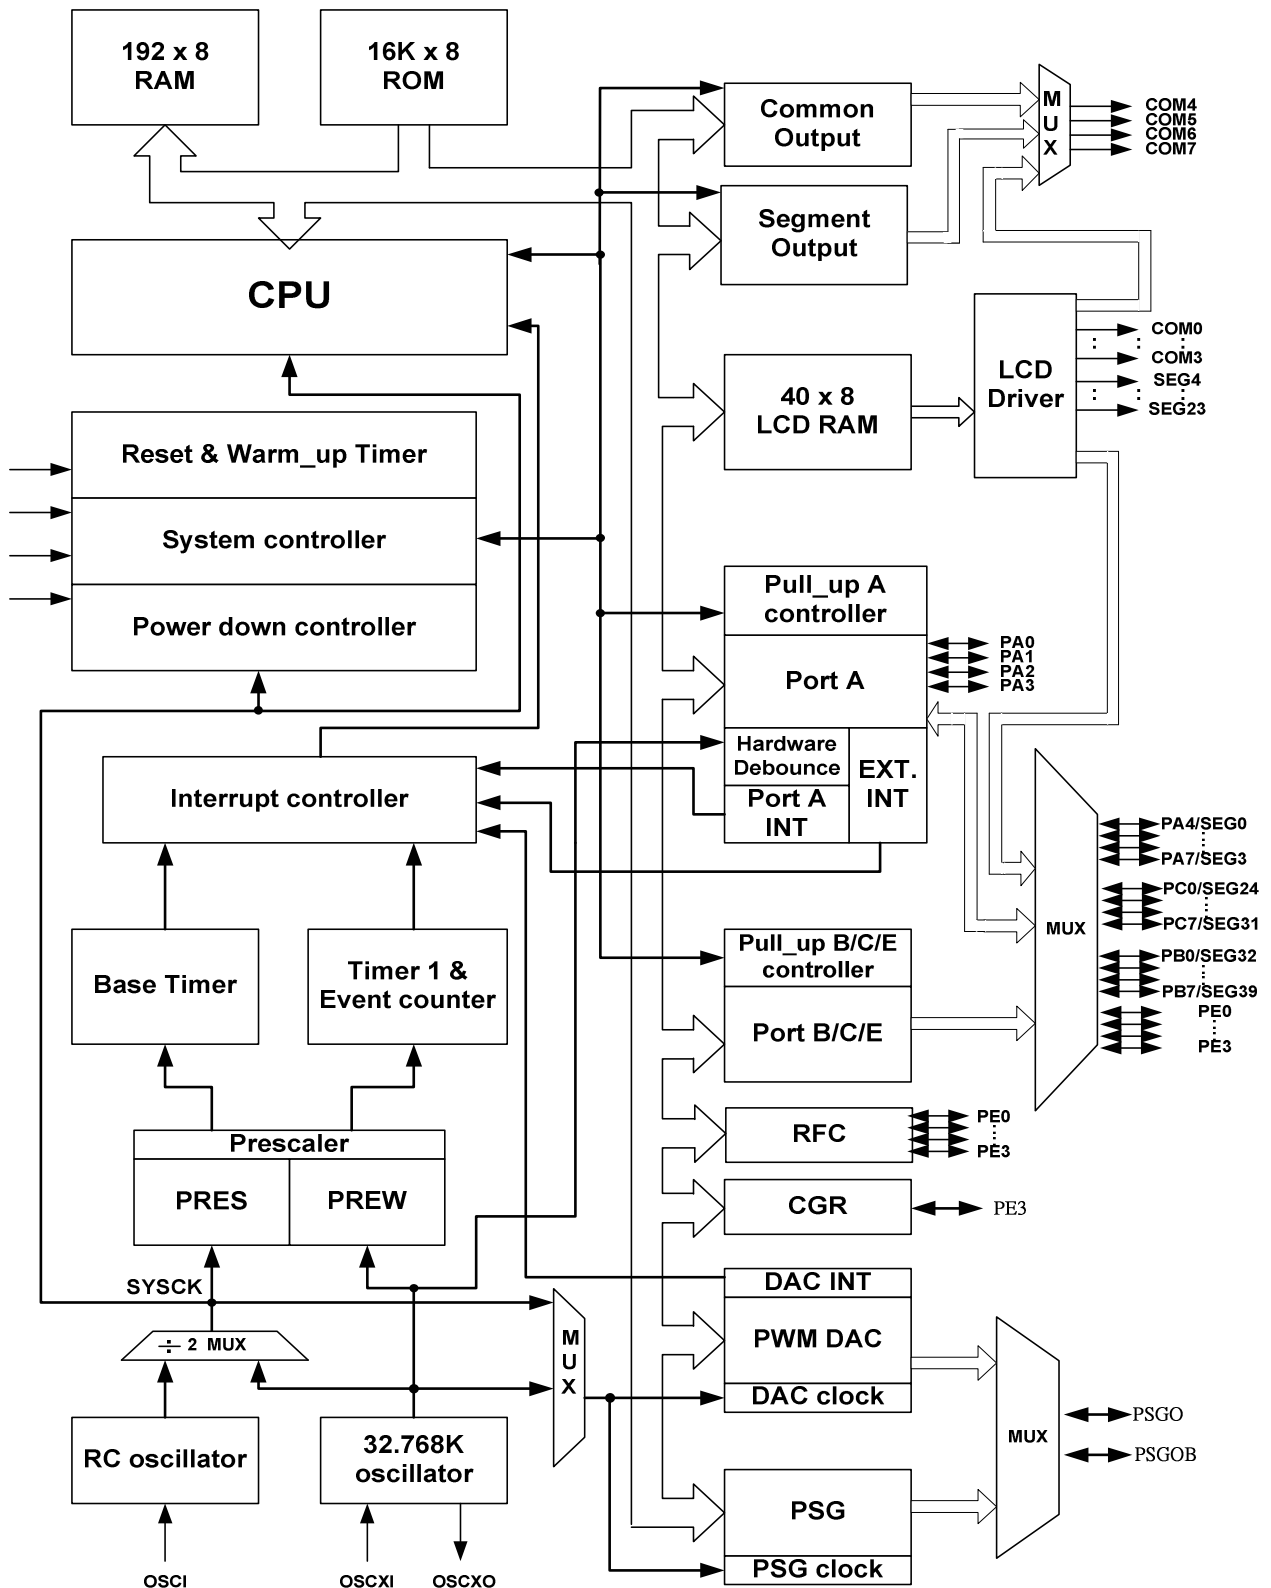 192 x 8
RAM
16K x 8
ROM
Common
Output
M
U
X
COM4
COM5
COM6
COM7
Segment
Output
CPU
LCD
Driver
COM0
COM3
SEG4
SEG23
40 x 8
LCD RAM
Reset & Warm_up Timer
System controller
Power down controller
Pull_up A
controller
Port A
PA0
PA1
PA2
PA3
Hardware
Debounce
EXT.
INT
Port A
INT
Interrupt controller
MUX
PA4/SEG0
PA7/SEG3
PC0/SEG24
PC7/SEG31
PB0/SEG32
PB7/SEG39
PE0
PE3
Base Timer
Timer 1 &
Event counter
Pull_up B/C/E
controller
Port B/C/E
RFC
PE0
PE3
Prescaler
PRES
PREW
CGR
PE3
SYSCK
÷ 2 MUX
M
U
X
DAC INT
PWM DAC
DAC clock
RC oscillator
32.768K
oscillator
MUX
PSGO
PSGOB
PSG
PSG clock
OSCI
OSCXI
OSCXO